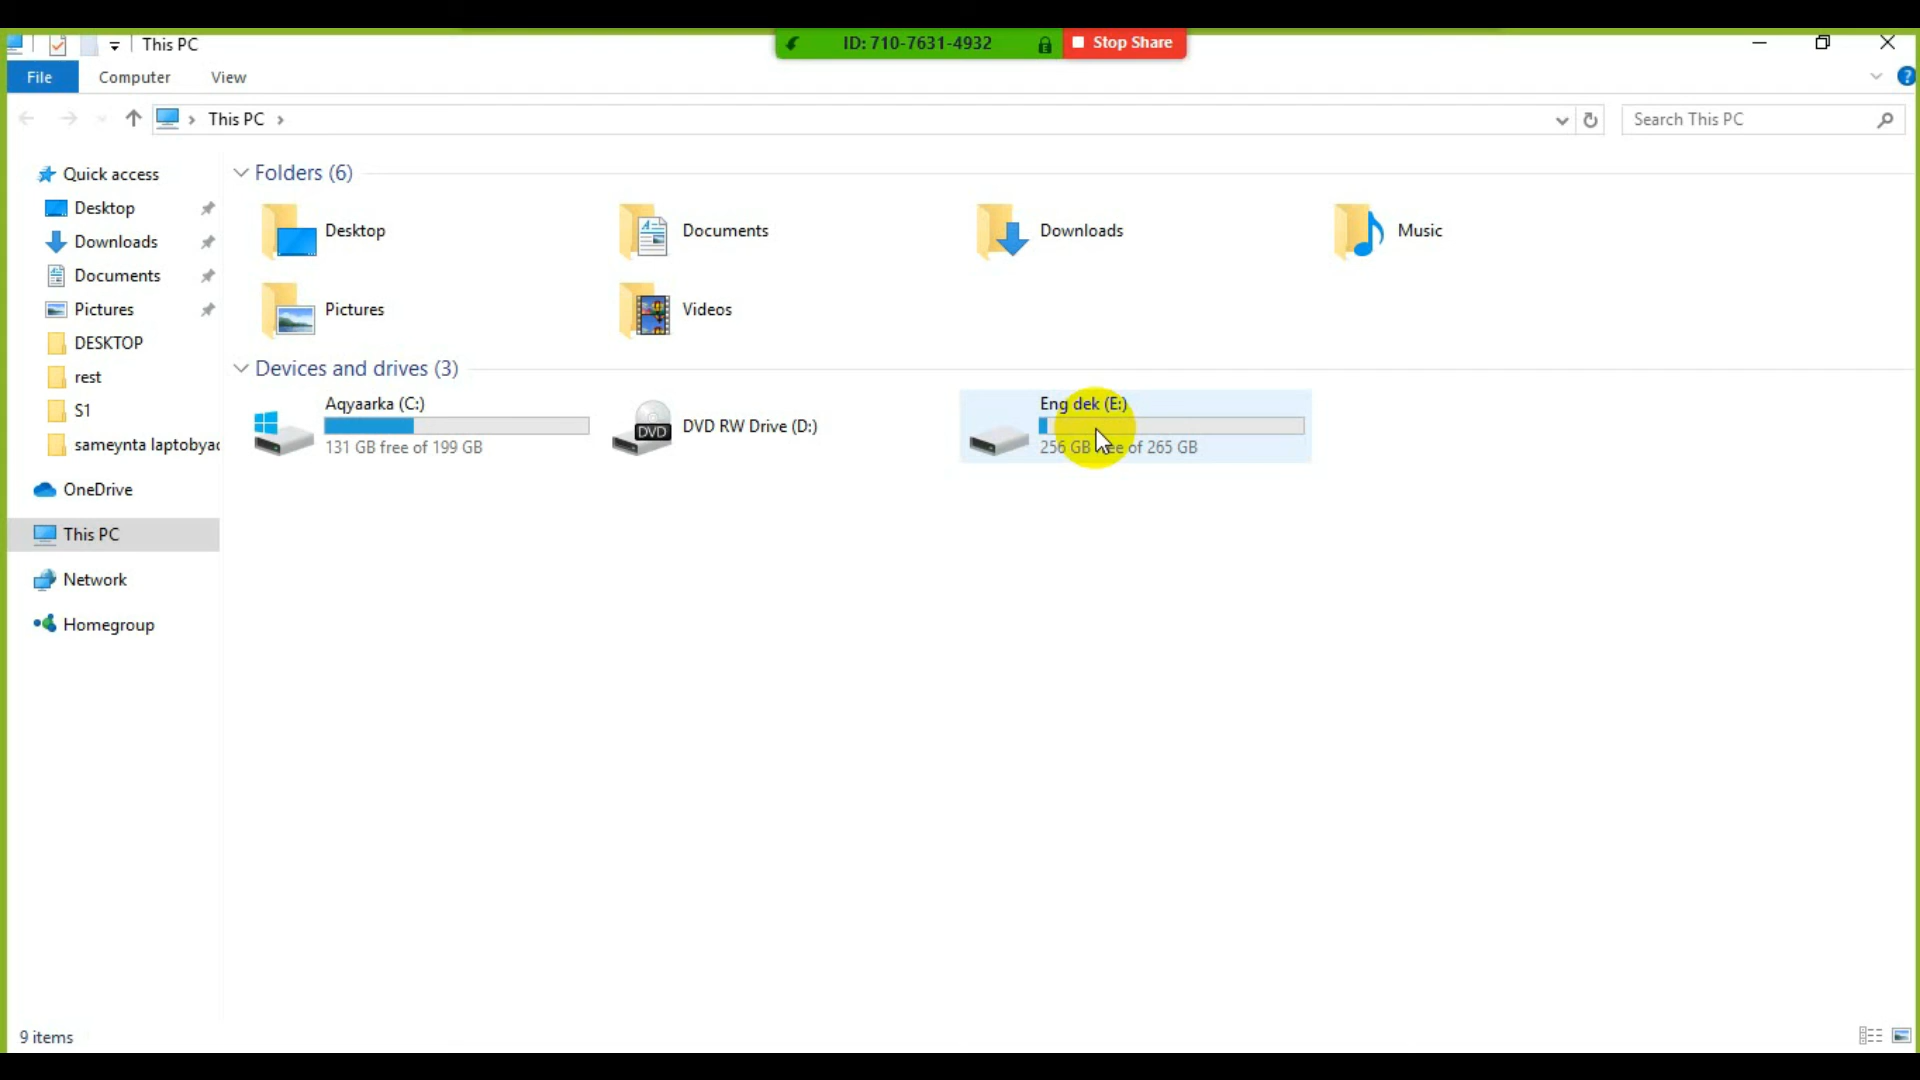 This PC
ID: 710-7631-4932
Stop Share
File
Computer
View
This PC
Search This PC
Quick access
Desktop
Downloads
Documents
Pictures
DESKTOP
rest
S1
sameynta laptobyac
OneDrive
This PC
Network
Homegroup
Folders (6)
Desktop
Documents
Downloads
Music
Pictures
Videos
Devices and drives (3)
Aqyaarka (C:)
131 GB free of 199 GB
DVD
DVD RW Drive (D:)
Eng dek (E:)
256 GB free of 265 GB
9 items